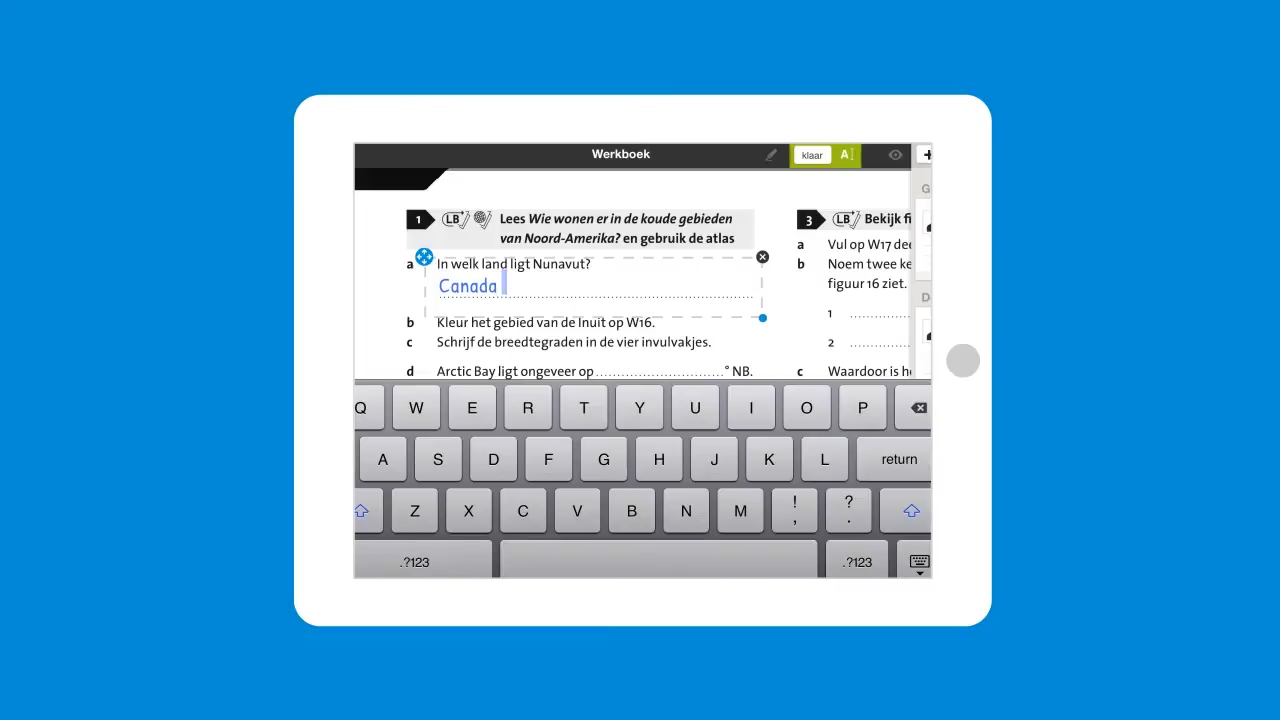 Werkboek
klaar
A
+
G
1
LB
Lees Wie wonen er in de koude gebieden
van Noord-Amerika? en gebruik de atlas
a In welk land ligt Nunavut?
Canada
b Kleur het gebied van de Inuit op W16.
c Schrijf de breedtegraden in de vier invulvakjes.
d Arctic Bay ligt ongeveer op ........................... ° NB.
3
LB
Bekijk fi
a Vul op W17 dee
b Noem twee ke
figuur 16 ziet.
1 ............
2 ............
c Waardoor is h
D
Q W E R T Y U I O P
A S D F G H J K L return
Z X C V B N M ! , ? .
.?123 .?123